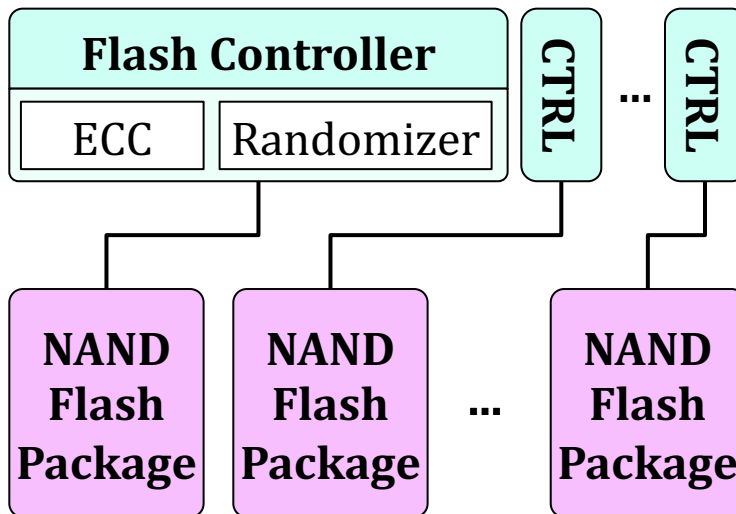 Flash Controller
ECC
Randomizer
CTRL
...
CTRL
NAND
Flash
Package
NAND
Flash
Package
...
NAND
Flash
Package